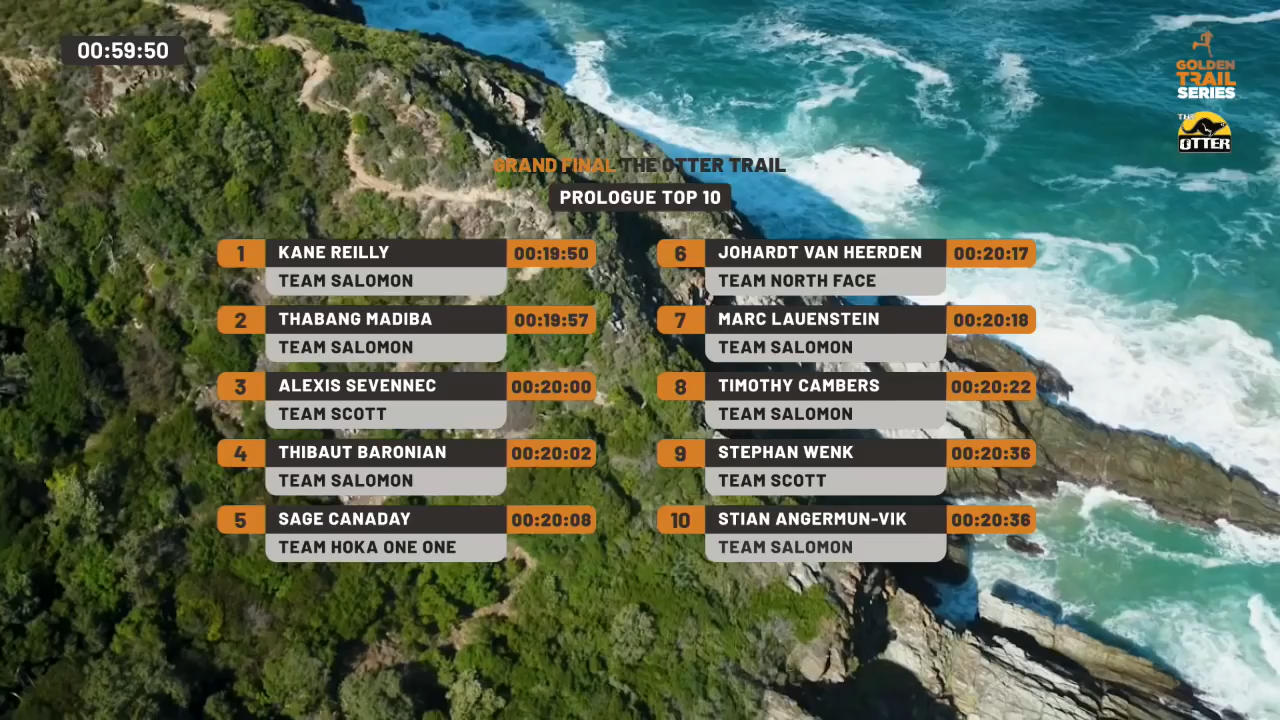 00:59:50
GOLDEN
TRAIL
SERIES
THE
OTTER
GRAND FINAL THE OTTER TRAIL
PROLOGUE TOP 10
1 KANE REILLY 00:19:50
TEAM SALOMON
2 THABANG MADIBA 00:19:57
TEAM SALOMON
3 ALEXIS SEVENNEC 00:20:00
TEAM SCOTT
4 THIBAUT BARONIAN 00:20:02
TEAM SALOMON
5 SAGE CANADAY 00:20:08
TEAM HOKA ONE ONE
6 JOHARDT VAN HEERDEN 00:20:17
TEAM NORTH FACE
7 MARC LAUENSTEIN 00:20:18
TEAM SALOMON
8 TIMOTHY CAMBERS 00:20:22
TEAM SALOMON
9 STEPHAN WENK 00:20:36
TEAM SCOTT
10 STIAN ANGERMUN-VIK 00:20:36
TEAM SALOMON